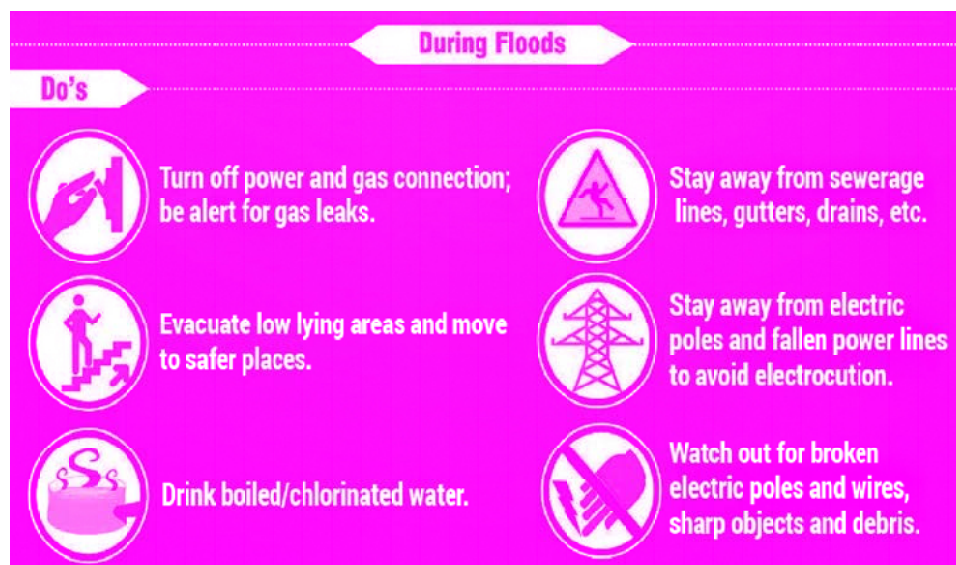 During Floods
Do's
Turn off power and gas connection;
be alert for gas leaks.
Evacuate low lying areas and move
to safer places.
Drink boiled/chlorinated water.
Stay away from sewerage
lines, gutters, drains, etc.
Stay away from electric
poles and fallen power lines
to avoid electrocution.
Watch out for broken
electric poles and wires,
sharp objects and debris.